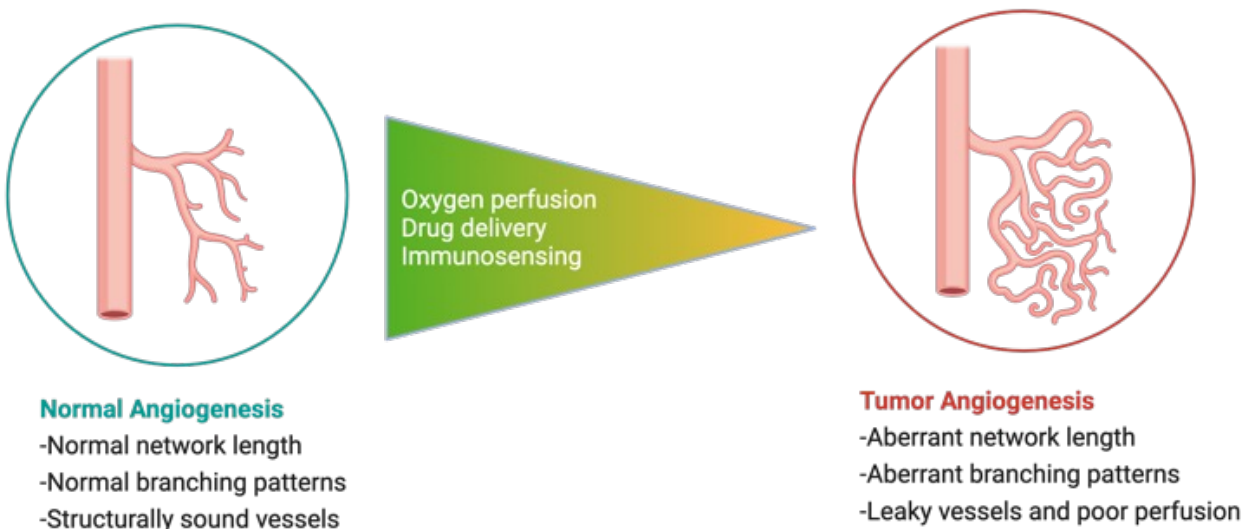 Oxygen perfusion
Drug delivery
Immunosensing
Normal Angiogenesis
-Normal network length
-Normal branching patterns
-Structurally sound vessels
Tumor Angiogenesis
-Aberrant network length
-Aberrant branching patterns
-Leaky vessels and poor perfusion